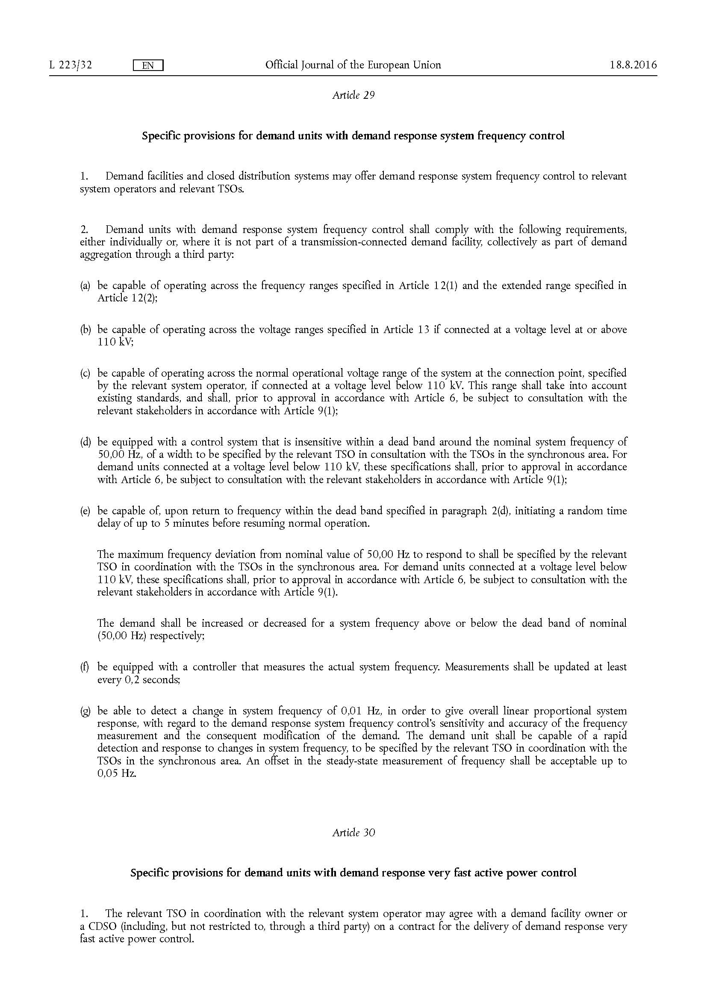 L 223/32 EN Official Journal of the European Union 18.8.2016
Article 29
Specific provisions for demand units with demand response system frequency control
1. Demand facilities and closed distribution systems may offer demand response system frequency control to relevant
system operators and relevant TSOs.
2. Demand units with demand response system frequency control shall comply with the following requirements,
either individually or, where it is not part of a transmission-connected demand facility, collectively as part of demand
aggregation through a third party:
(a) be capable of operating across the frequency ranges specified in Article 12(1) and the extended range specified in
Article 12(2);
(b) be capable of operating across the voltage ranges specified in Article 13 if connected at a voltage level at or above
110 kV;
(c) be capable of operating across the normal operational voltage range of the system at the connection point, specified
by the relevant system operator, if connected at a voltage level below 110 kV. This range shall take into account
existing standards, and shall, prior to approval in accordance with Article 6, be subject to consultation with the
relevant stakeholders in accordance with Article 9(1);
(d) be equipped with a control system that is insensitive within a dead band around the nominal system frequency of
50,00 Hz, of a width to be specified by the relevant TSO in consultation with the TSOs in the synchronous area. For
demand units connected at a voltage level below 110 kV, these specifications shall, prior to approval in accordance
with Article 6, be subject to consultation with the relevant stakeholders in accordance with Article 9(1);
(e) be capable of, upon return to frequency within the dead band specified in paragraph 2(d), initiating a random time
delay of up to 5 minutes before resuming normal operation.
The maximum frequency deviation from nominal value of 50,00 Hz to respond to shall be specified by the relevant
TSO in coordination with the TSOs in the synchronous area. For demand units connected at a voltage level below
110 kV, these specifications shall, prior to approval in accordance with Article 6, be subject to consultation with the
relevant stakeholders in accordance with Article 9(1).
The demand shall be increased or decreased for a system frequency above or below the dead band of nominal
(50,00 Hz) respectively;
(f) be equipped with a controller that measures the actual system frequency. Measurements shall be updated at least
every 0,2 seconds;
(g) be able to detect a change in system frequency of 0,01 Hz, in order to give overall linear proportional system
response, with regard to the demand response system frequency control's sensitivity and accuracy of the frequency
measurement and the consequent modification of the demand. The demand unit shall be capable of a rapid
detection and response to changes in system frequency, to be specified by the relevant TSO in coordination with the
TSOs in the synchronous area. An offset in the steady-state measurement of frequency shall be acceptable up to
0,05 Hz.
Article 30
Specific provisions for demand units with demand response very fast active power control
1. The relevant TSO in coordination with the relevant system operator may agree with a demand facility owner or
a CDSO (including, but not restricted to, through a third party) on a contract for the delivery of demand response very
fast active power control.